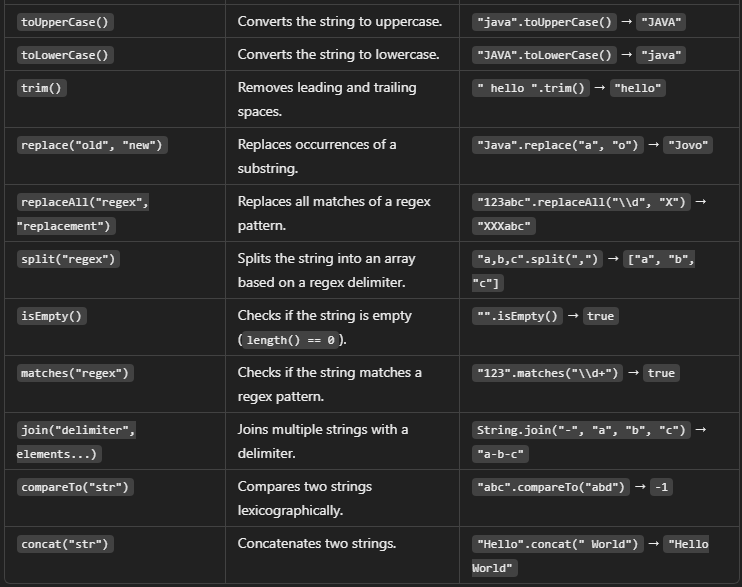 toUpperCase() Converts the string to uppercase. "java".toUpperCase() → "JAVA"
toLowerCase() Converts the string to lowercase. "JAVA".toLowerCase() → "java"
trim() Removes leading and trailing " hello ".trim() → "hello"
spaces.
replace("old", "new") Replaces occurrences of a "Java".replace("a", "o") → "Jovo"
substring.
replaceAll("regex", Replaces all matches of a regex "123abc".replaceAll("\\d", "X") →
"replacement") pattern. "XXXabc"
split("regex") Splits the string into an array "a,b,c".split(",") → ["a", "b",
based on a regex delimiter. "c"]
isEmpty() Checks if the string is empty "".isEmpty() → true
(length() == 0).
matches("regex") Checks if the string matches a "123".matches("\\d+") → true
regex pattern.
join("delimiter", Joins multiple strings with a String.join("-", "a", "b", "c") →
elements...) delimiter. "a-b-c"
compareTo("str") Compares two strings "abc".compareTo("abd") → -1
lexicographically.
concat("str") Concatenates two strings. "Hello".concat(" World") → "Hello
World"